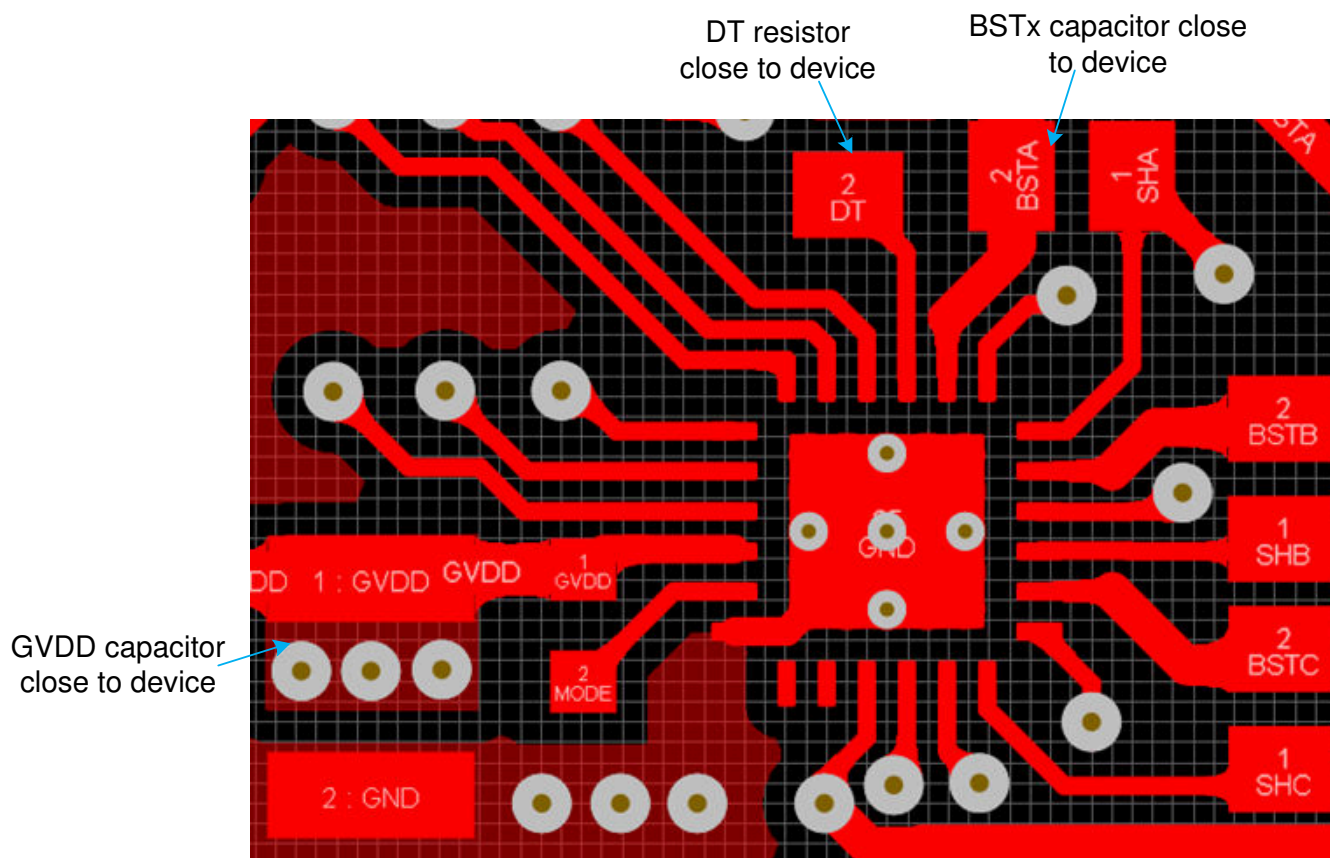 DT resistor
close to device
BSTx capacitor close
to device
2
DT
2
BSTA
1
SHA
STA
2
BSTB
GND
1
SHB
DD
1 : GVDD
GVDD
1
GVDD
GVDD capacitor
close to device
2
MODE
2
BSTC
2 : GND
1
SHC